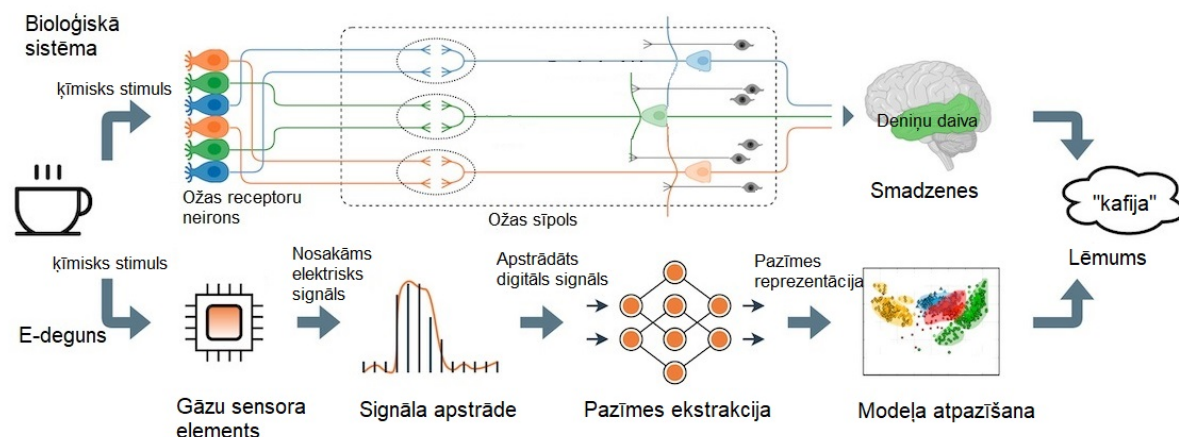 Bioloģiskā
sistēma
ķīmisks stimuls
Ožas receptoru
neirons
Ožas sīpols
Deniņu daiva
Smadzenes
"kafija"
Lēmums
ķīmisks stimuls
E-deguns
Nosakāms
elektrisks
signāls
Apstrādāts
digitāls signāls
Pazīmes
reprezentācija
Gāzu sensora
elements
Signāla apstrāde
Pazīmes ekstrakcija
Modeļa atpazīšana